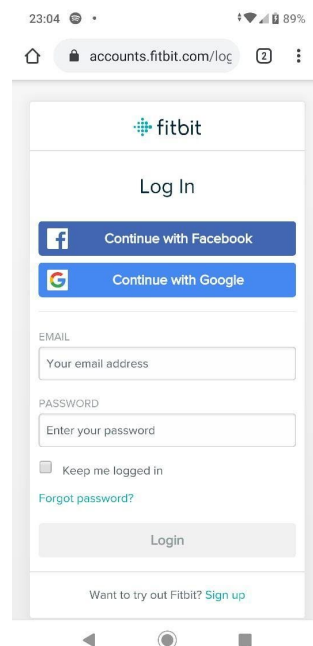 23:04 89%
accounts.fitbit.com/log 2
fitbit
Log In
Continue with Facebook
Continue with Google
EMAIL
Your email address
PASSWORD
Enter your password
Keep me logged in
Forgot password?
Login
Want to try out Fitbit? Sign up